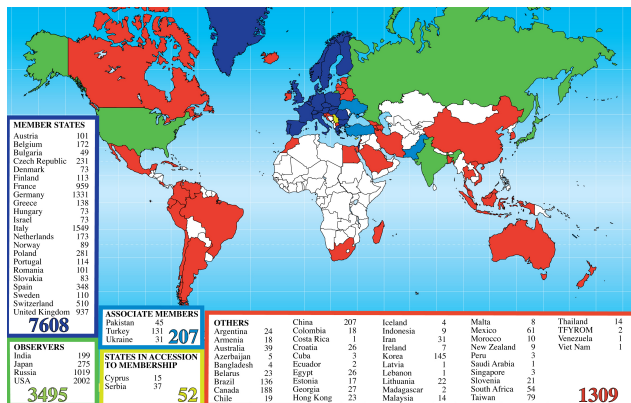 MEMBER STATES
Austria 101
Belgium 172
Bulgaria 49
Czech Republic 231
Denmark 73
Finland 113
France 959
Germany 1331
Greece 138
Hungary 73
Israel 73
Italy 1549
Netherlands 173
Norway 89
Poland 281
Portugal 114
Romania 101
Slovakia 83
Spain 348
Sweden 110
Switzerland 510
United Kingdom 937
7608
OBSERVERS
India 199
Japan 275
Russia 1019
USA 2002
3495
ASSOCIATE MEMBERS
Pakistan 45
Turkey 131
Ukraine 31
207
STATES IN ACCESSION
TO MEMBERSHIP
Cyprus 15
Serbia 37
52
OTHERS
Argentina 24
Armenia 18
Australia 39
Azerbaijan 5
Bangladesh 4
Belarus 23
Brazil 136
Canada 188
Chile 19
China 207
Colombia 18
Costa Rica 1
Croatia 26
Cuba 3
Ecuador 2
Egypt 26
Estonia 17
Georgia 27
Hong Kong 23
Iceland 4
Indonesia 9
Iran 31
Ireland 7
Korea 145
Latvia 1
Lebanon 1
Lithuania 22
Madagascar 2
Malaysia 14
Malta 8
Mexico 61
Morocco 10
New Zealand 9
Peru 3
Saudi Arabia 1
Singapore 3
Slovenia 21
South Africa 54
Taiwan 79
Thailand 14
TFYROM 2
Venezuela 1
Viet Nam 1
1309